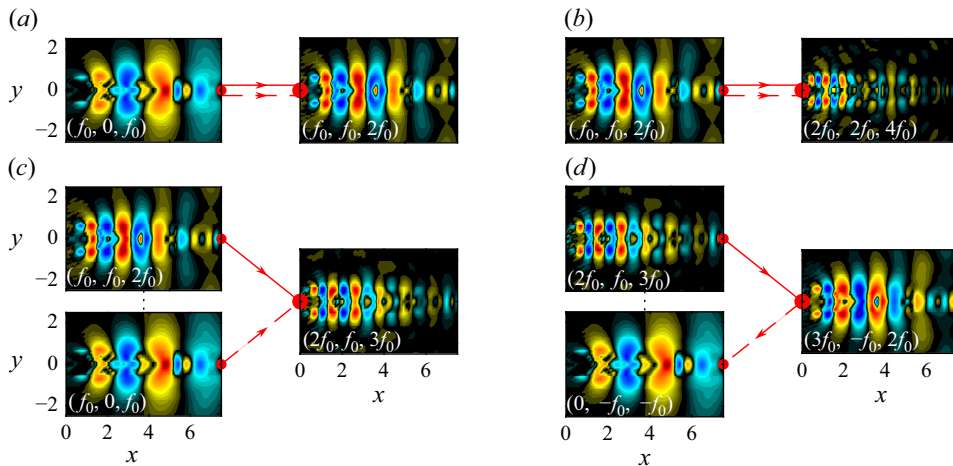 (a) (b)
2
y 0
−2
(f₀, 0, f₀) (f₀, f₀, 2f₀) (f₀, f₀, 2f₀) (2f₀, 2f₀, 4f₀)
(c) (d)
2
y 0
−2
(f₀, f₀, 2f₀) (2f₀, f₀, 3f₀)
(2f₀, f₀, 3f₀) (3f₀, −f₀, 2f₀)
2
y 0
−2
(f₀, 0, f₀) (0, −f₀, −f₀)
0 2 4 6 0 2 4 6
x x
0 2 4 6 0 2 4 6
x x